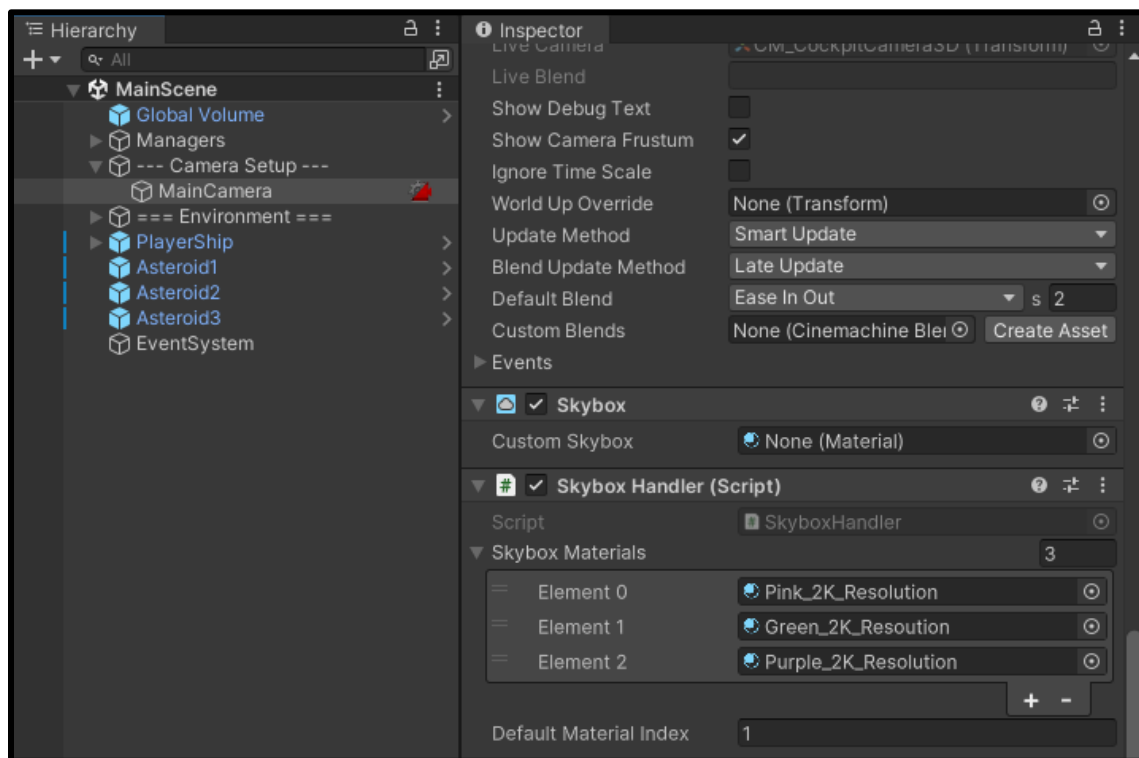 Hierarchy
All
MainScene
Global Volume
Managers
--- Camera Setup ---
MainCamera
=== Environment ===
PlayerShip
Asteroid1
Asteroid2
Asteroid3
EventSystem
Inspector
Live Camera CM_CockpitCamera3D (Transform)
Live Blend
Show Debug Text
Show Camera Frustum
Ignore Time Scale
World Up Override None (Transform)
Update Method Smart Update
Blend Update Method Late Update
Default Blend Ease In Out s 2
Custom Blends None (Cinemachine Ble Create Asset
Events
Skybox
Custom Skybox None (Material)
# Skybox Handler (Script)
Script # SkyboxHandler
Skybox Materials 3
Element 0 Pink_2K_Resolution
Element 1 Green_2K_Resoution
Element 2 Purple_2K_Resolution
+ -
Default Material Index 1